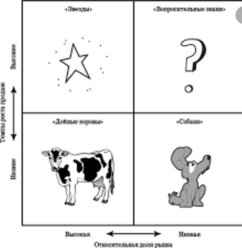 «Звезды»
«Вопросительные знаки»
Высокие
Темпы роста продаж
«Дойные коровы»
«Собаки»
Низкие
Высокая
Низкая
Относительная доля рынка